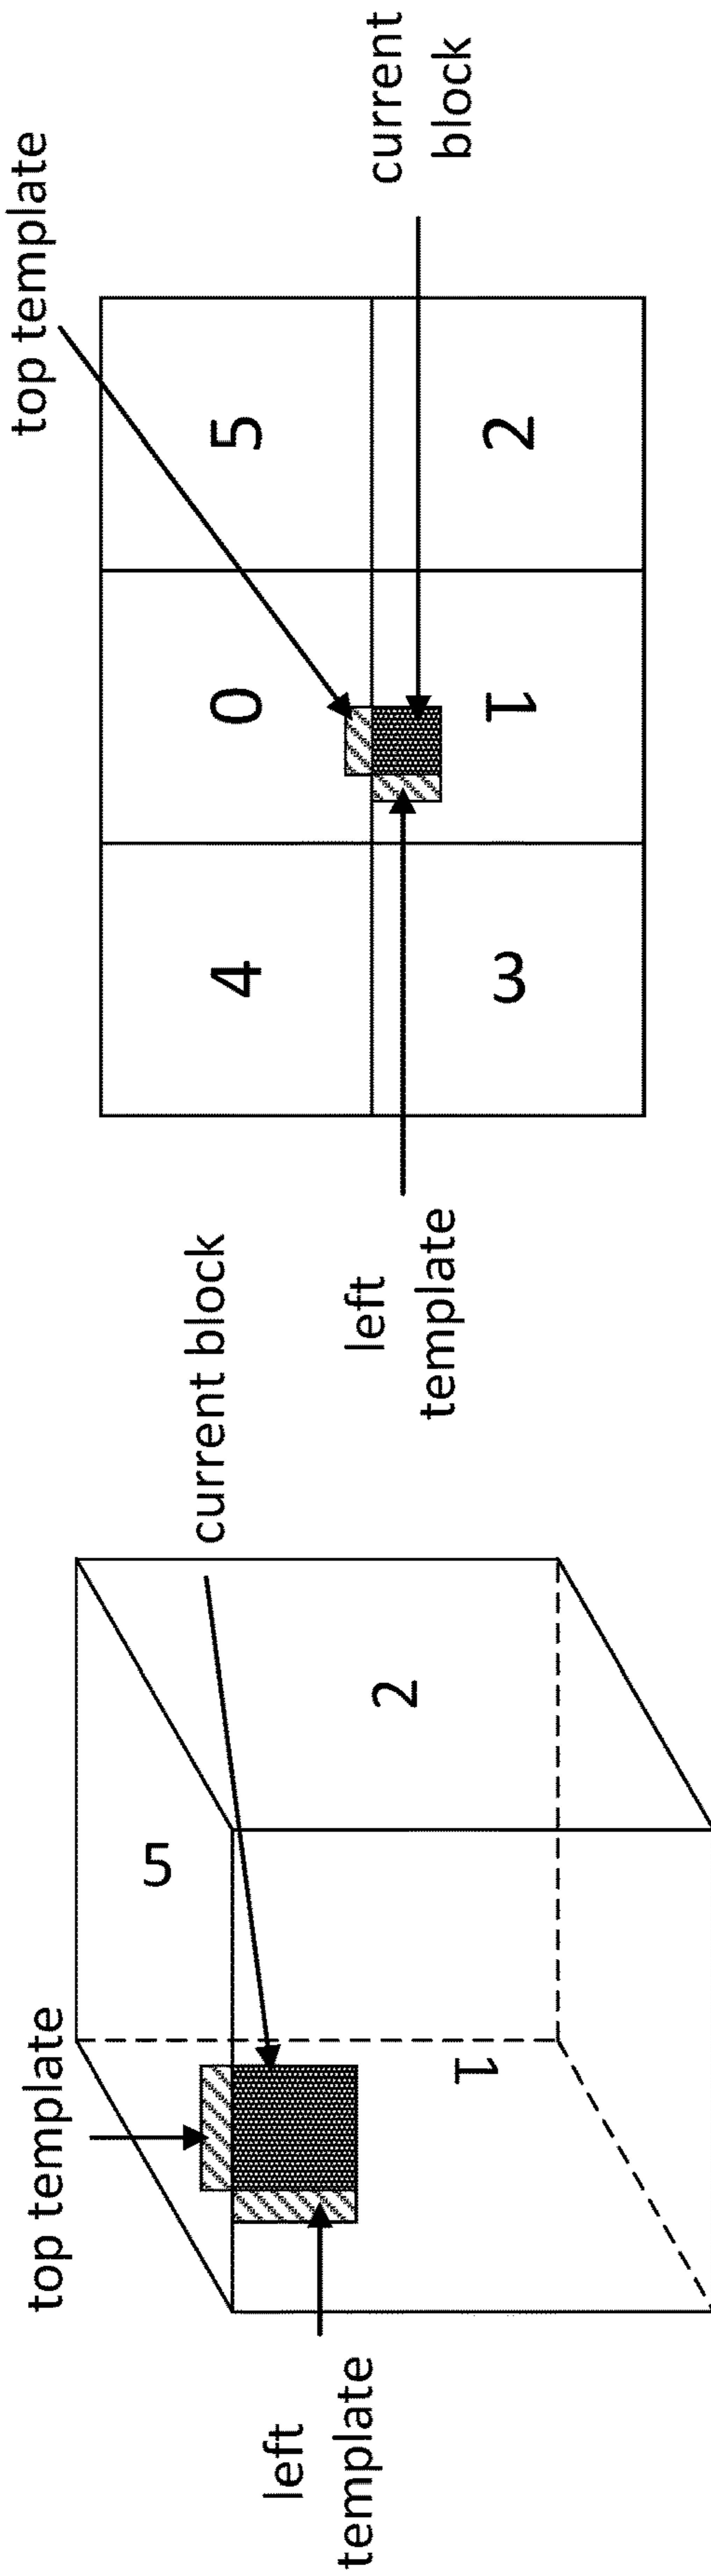 top template
5
current block
left
template
2
1
top template
4 0 5
left
template
current
block
3 1 2